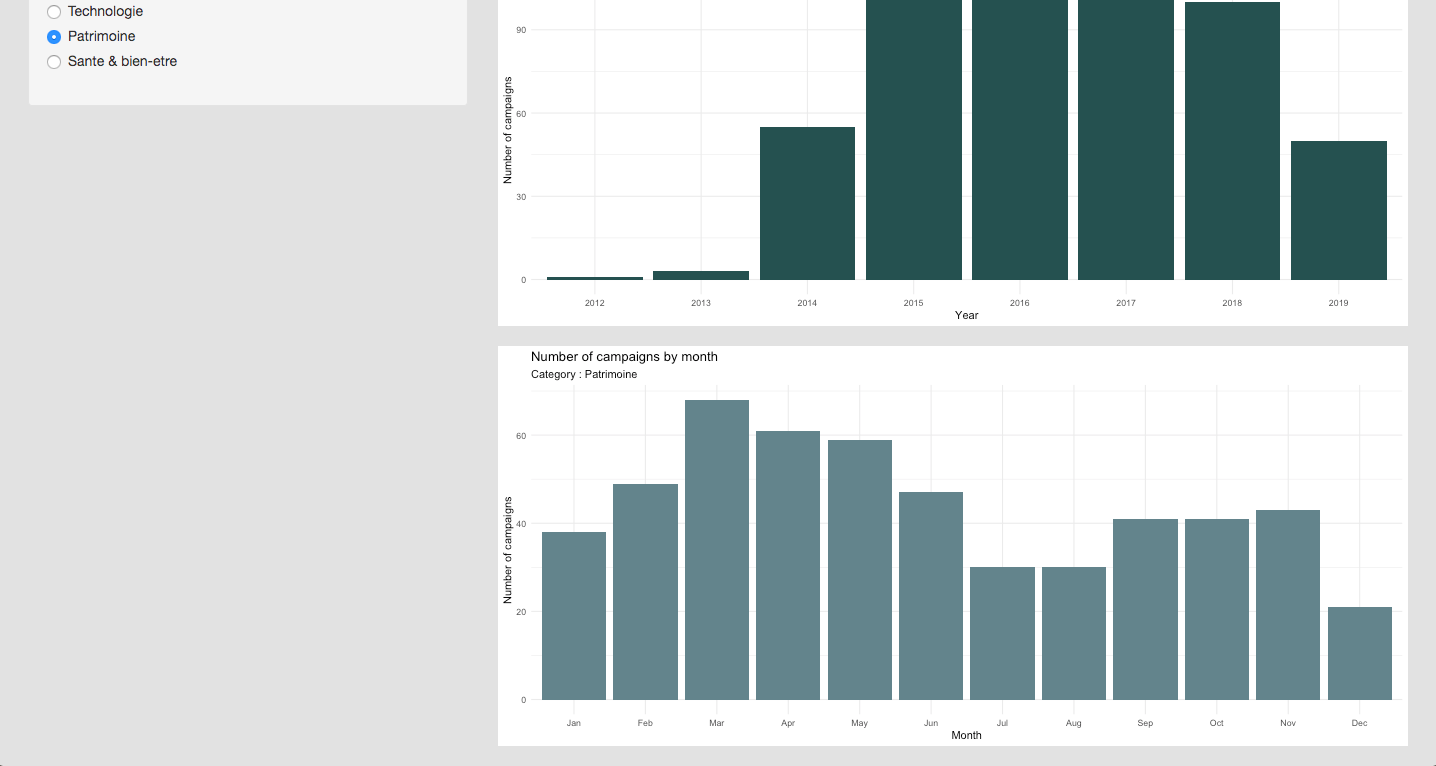 Technologie
Patrimoine
Sante & bien-etre
90
60
30
0
Number of campaigns
2012 2013 2014 2015 2016 2017 2018 2019
Year
Number of campaigns by month
Category : Patrimoine
60
40
20
0
Number of campaigns
Jan Feb Mar Apr May Jun Jul Aug Sep Oct Nov Dec
Month